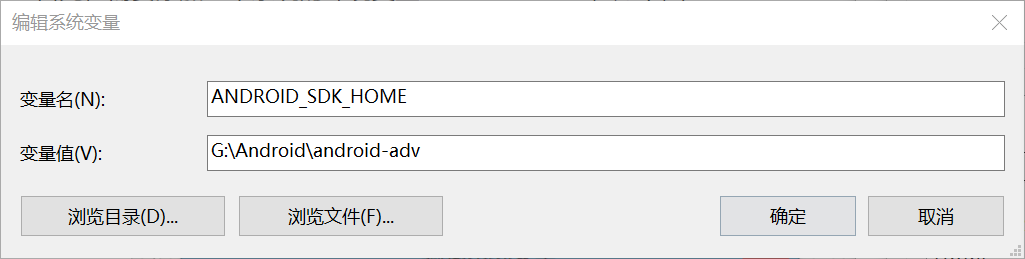 编辑系统变量
变量名(N): ANDROID_SDK_HOME
变量值(V): G:\Android\android-adv
浏览目录(D)... 浏览文件(F)... 确定 取消